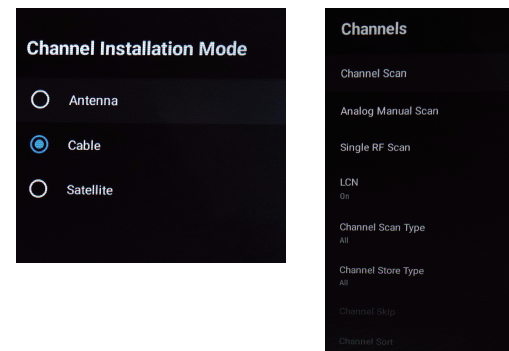 Channel Installation Mode
Antenna
Cable
Satellite
Channels
Channel Scan
Analog Manual Scan
Single RF Scan
LCN
On
Channel Scan Type
All
Channel Store Type
All
Channel Skip
Channel Sort